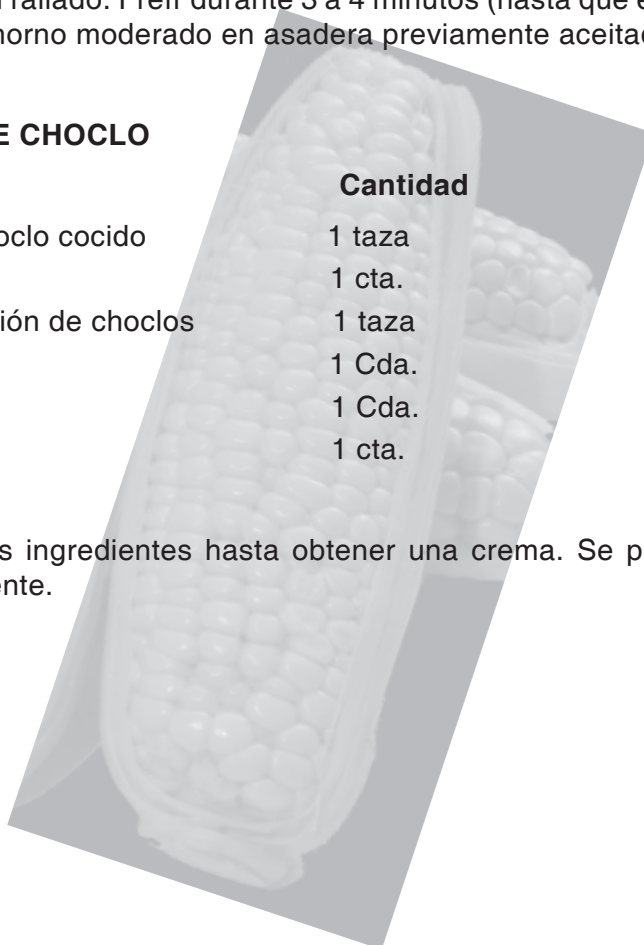 rallado. Freír durante 3 a 4 minutos (hasta que e
horno moderado en asadera previamente aceitad
E CHOCLO
Cantidad
oclo cocido 1 taza
1 cta.
ión de choclos 1 taza
1 Cda.
1 Cda.
1 cta.
s ingredientes hasta obtener una crema. Se p
nte.